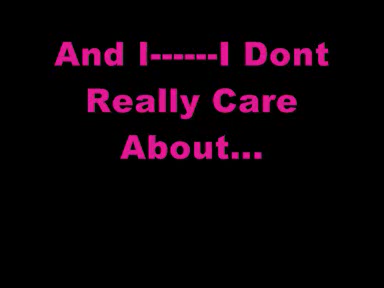 And I------I Dont
Really Care
About...